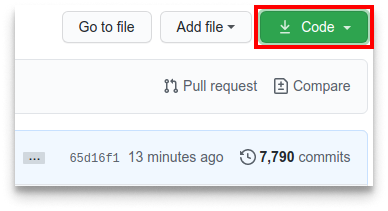 Go to file Add file Code
Pull request Compare
... 65d16f1 13 minutes ago 7,790 commits